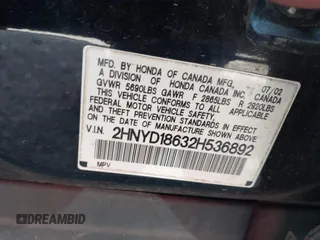 MFD. BY HONDA OF CANADA MFG. 07/02
A DIVISION OF HONDA CANADA INC. CANADA
GVWR 5690LBS GAWR F 2865LBS R 2920LBS
THIS VEHICLE CONFORMS TO ALL APPLICABLE
FEDERAL MOTOR VEHICLE SAFETY, BUMPER,
& THEFT PREVENTION STANDARDS IN EFFECT
ON THE DATE OF MANUFACTURE SHOWN ABOVE.
V.I.N. 2HNYD18632H536892
MPV
DREAMBID